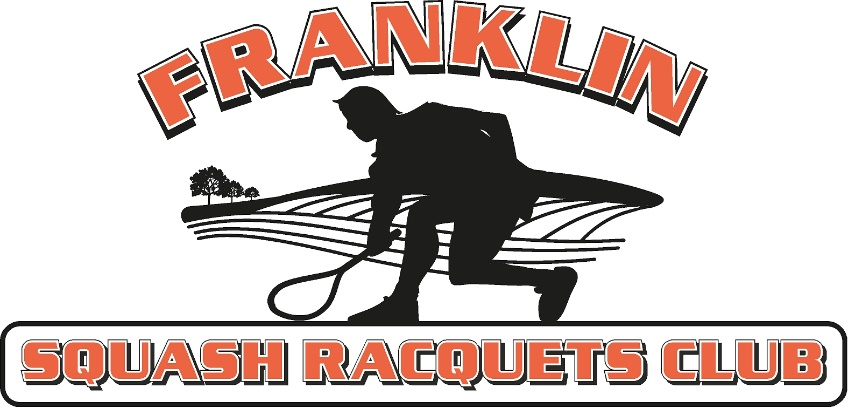 FRANKLIN
SQUASH RACQUETS CLUB